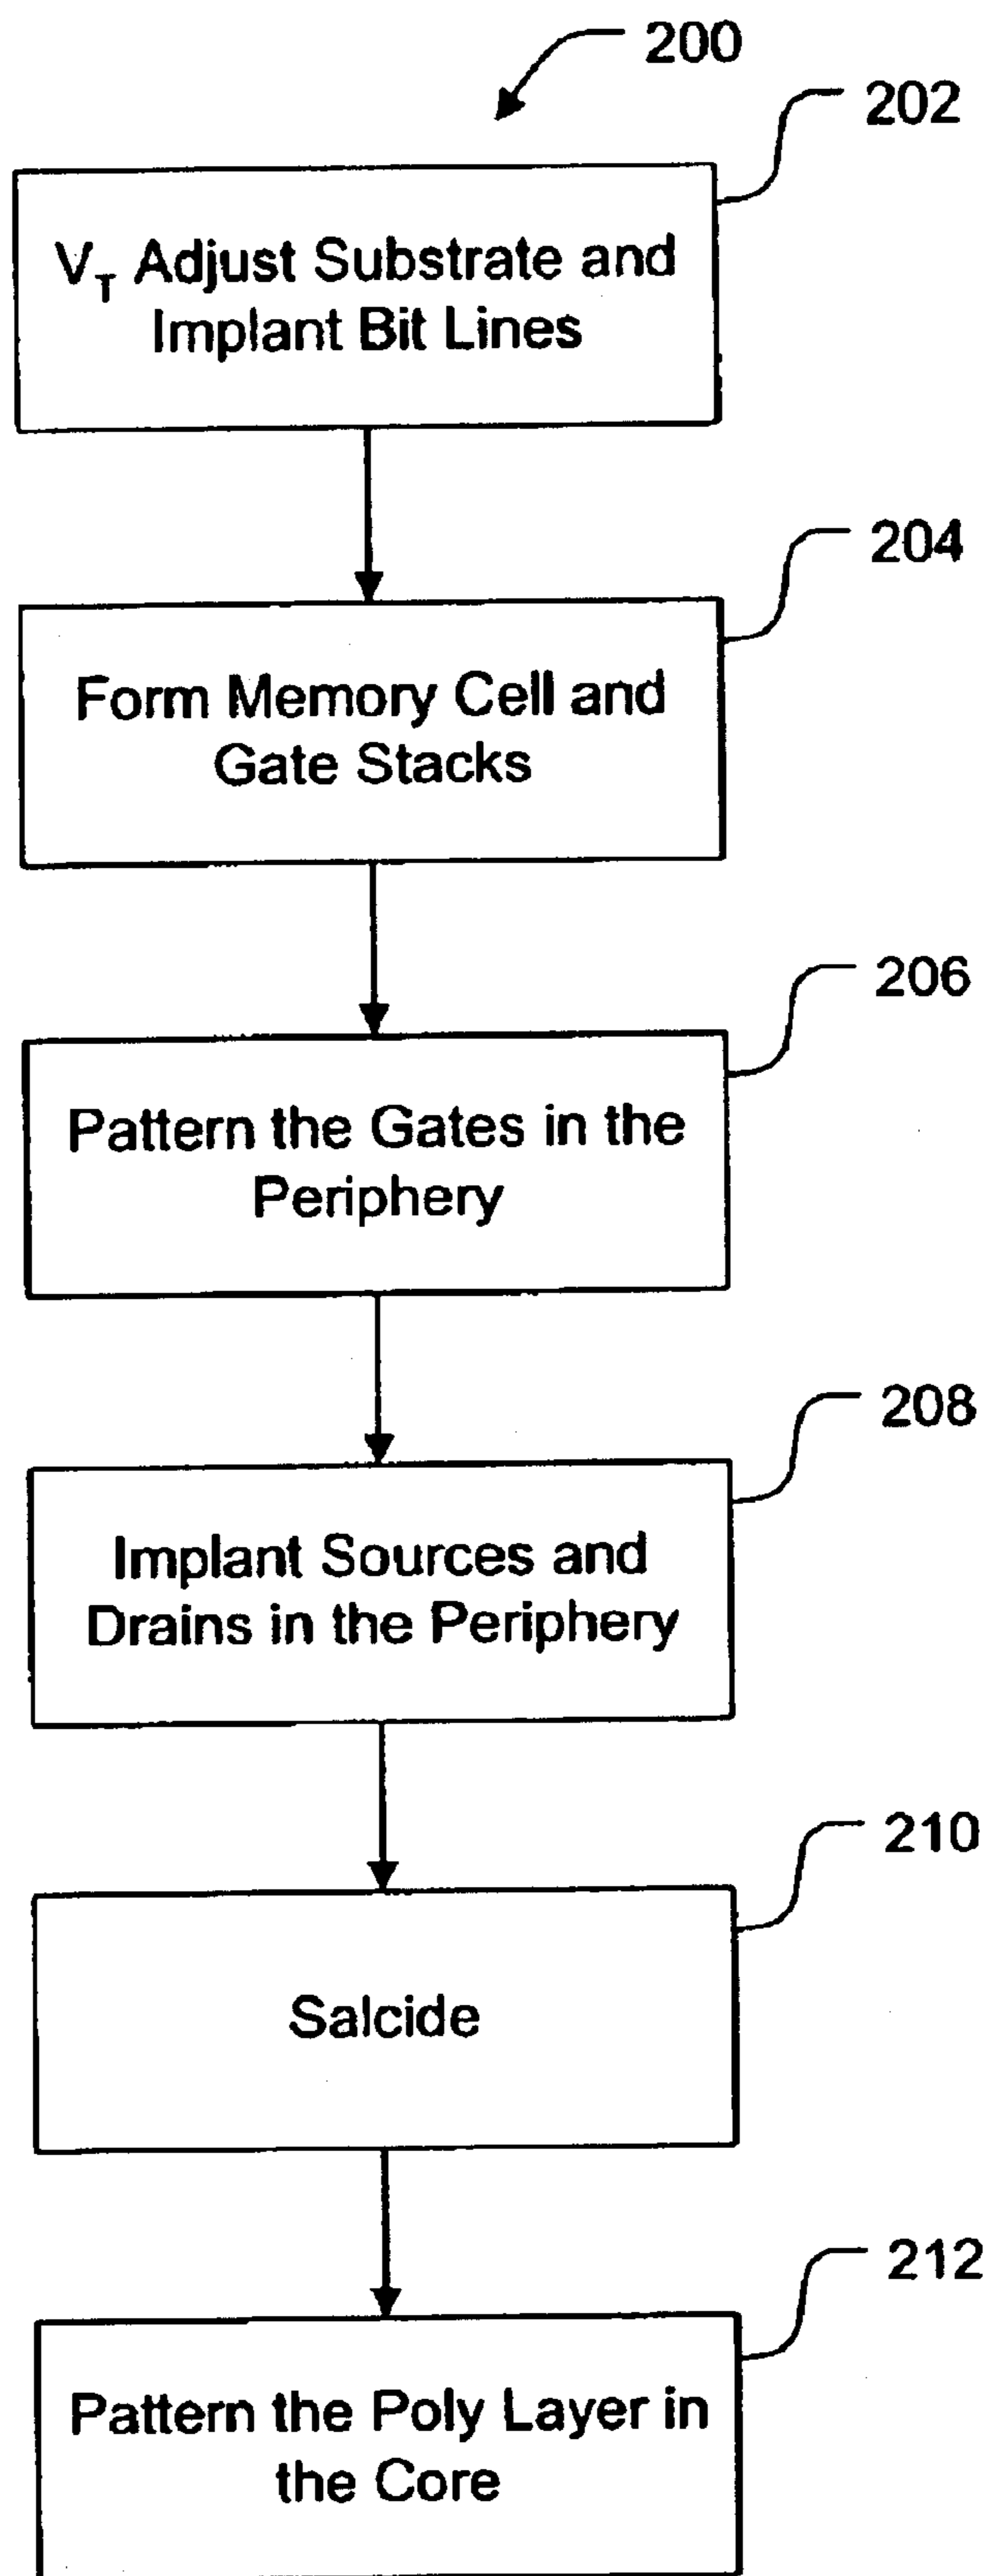 200
202
V_T Adjust Substrate and
Implant Bit Lines
204
Form Memory Cell and
Gate Stacks
206
Pattern the Gates in the
Periphery
208
Implant Sources and
Drains in the Periphery
210
Salcide
212
Pattern the Poly Layer in
the Core